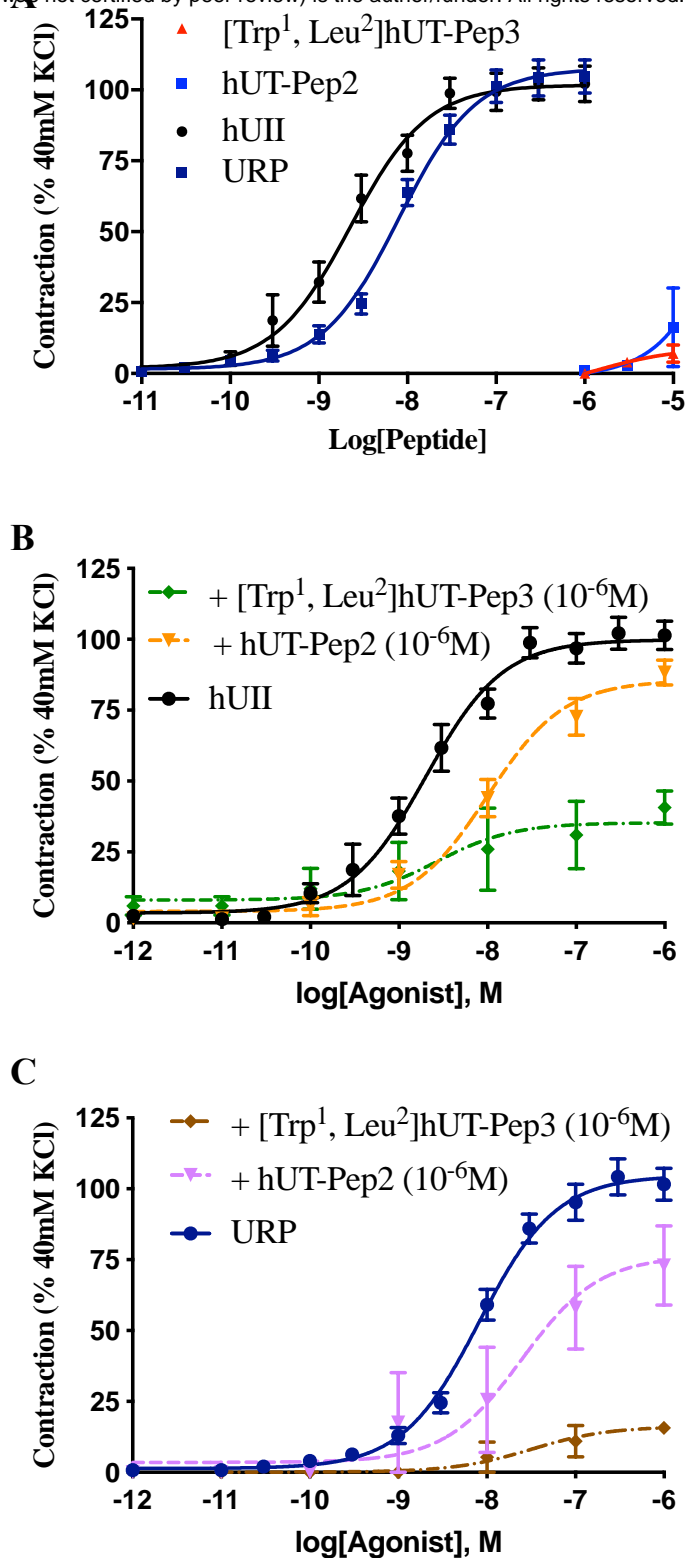 was not certified by peer review) is the author/funder. All rights reserved.
A
125
100
75
50
25
0
Contraction (% 40mM KCl)
[Trp¹, Leu²]hUT-Pep3
hUT-Pep2
hUII
URP
-11 -10 -9 -8 -7 -6 -5
Log[Peptide]
B
125
100
75
50
25
0
Contraction (% 40mM KCl)
+ [Trp¹, Leu²]hUT-Pep3 (10⁻⁶M)
+ hUT-Pep2 (10⁻⁶M)
hUII
-12 -11 -10 -9 -8 -7 -6
log[Agonist], M
C
125
100
75
50
25
0
Contraction (% 40mM KCl)
+ [Trp¹, Leu²]hUT-Pep3 (10⁻⁶M)
+ hUT-Pep2 (10⁻⁶M)
URP
-12 -11 -10 -9 -8 -7 -6
log[Agonist], M